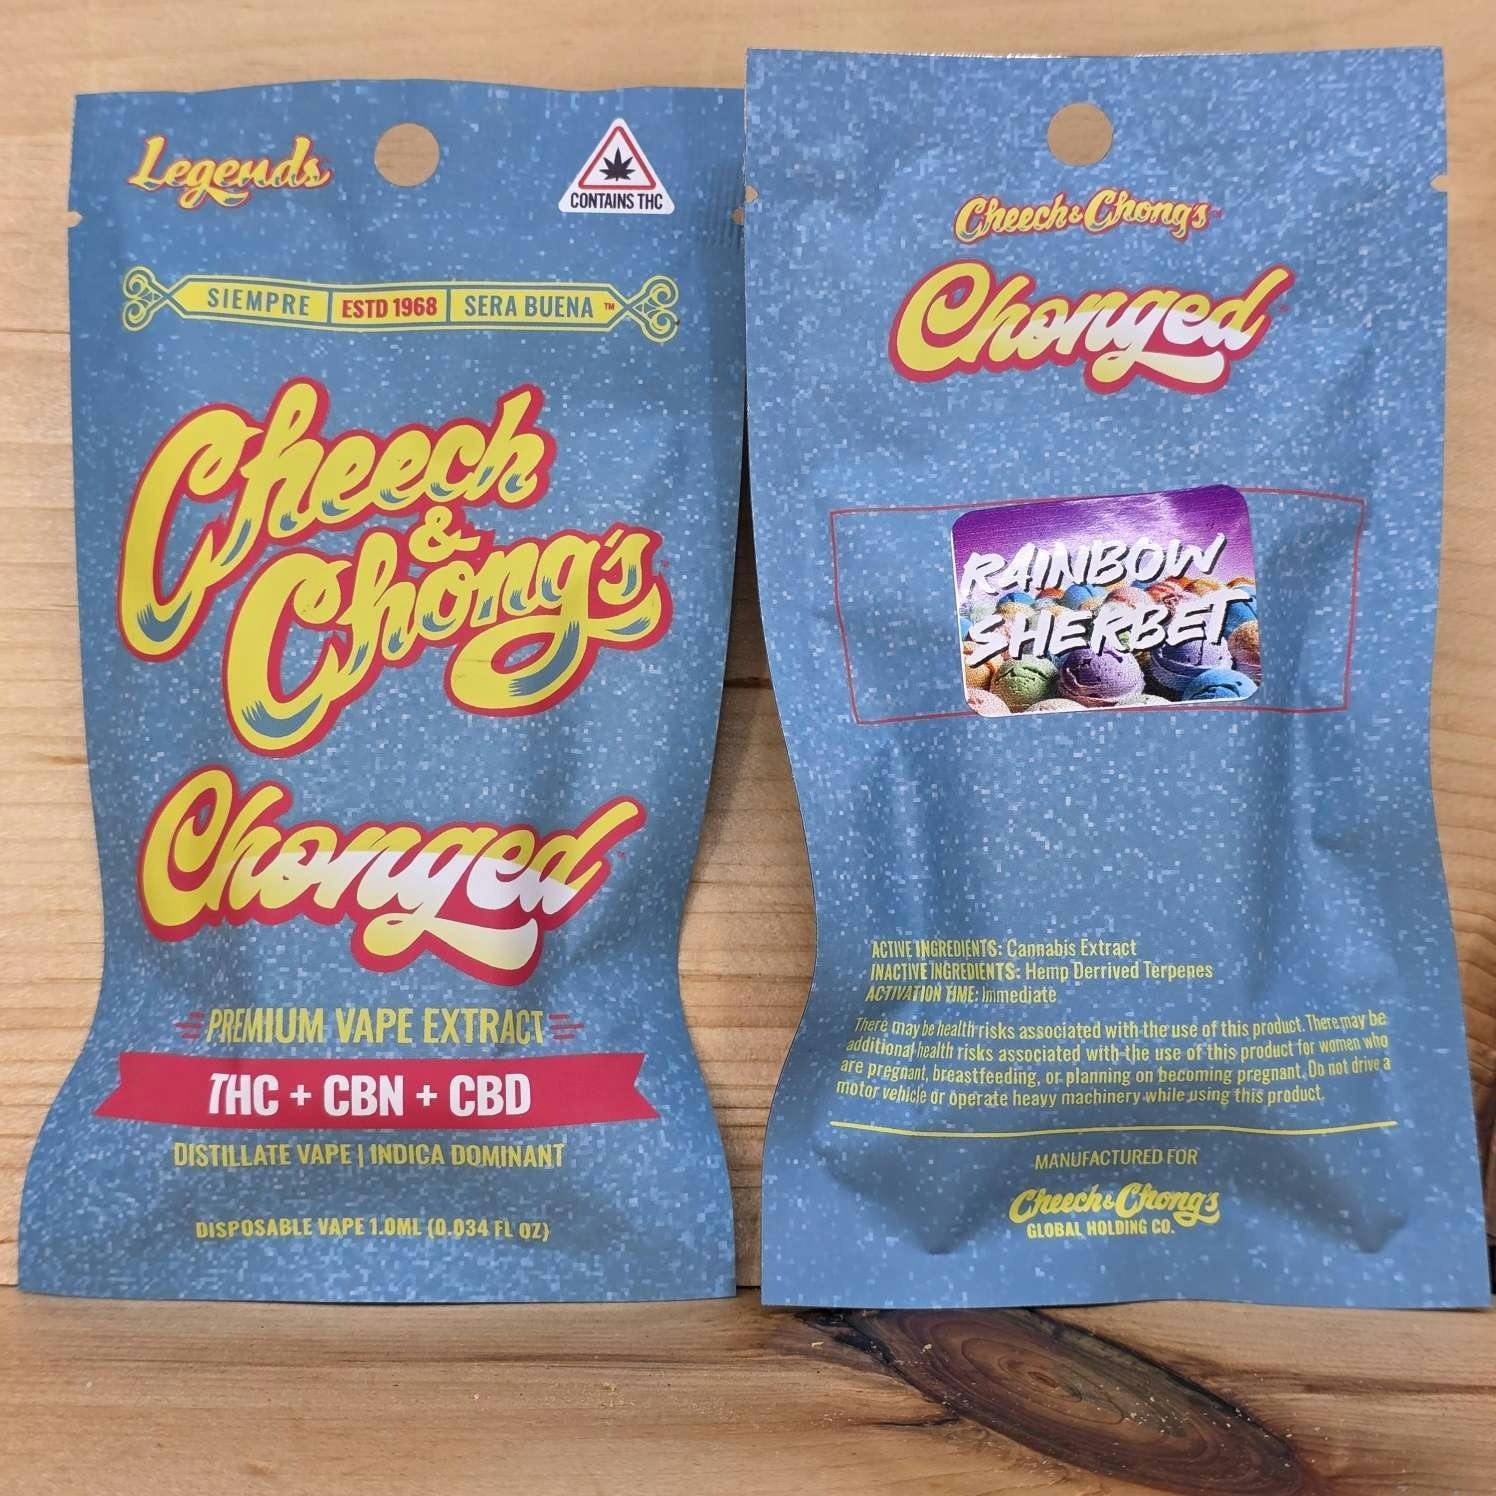 Legends
CONTAINS THC
SIEMPRE ESTD 1968 SERA BUENA ™
Cheech
&
Chong's
Chonged
PREMIUM VAPE EXTRACT
THC + CBN + CBD
DISTILLATE VAPE | INDICA DOMINANT
DISPOSABLE VAPE 1.0ML (0.034 FL OZ)
Cheech & Chong's
Chonged
RAINBOW
SHERBET
ACTIVE INGREDIENTS: Cannabis Extract
INACTIVE INGREDIENTS: Hemp Derrived Terpenes
ACTIVATION TIME: Immediate
There may be health risks associated with the use of this product. There may be
additional health risks associated with the use of this product for women who
are pregnant, breastfeeding, or planning on becoming pregnant. Do not drive a
motor vehicle or operate heavy machinery while using this product.
MANUFACTURED FOR
Cheech & Chong's
GLOBAL HOLDING CO.